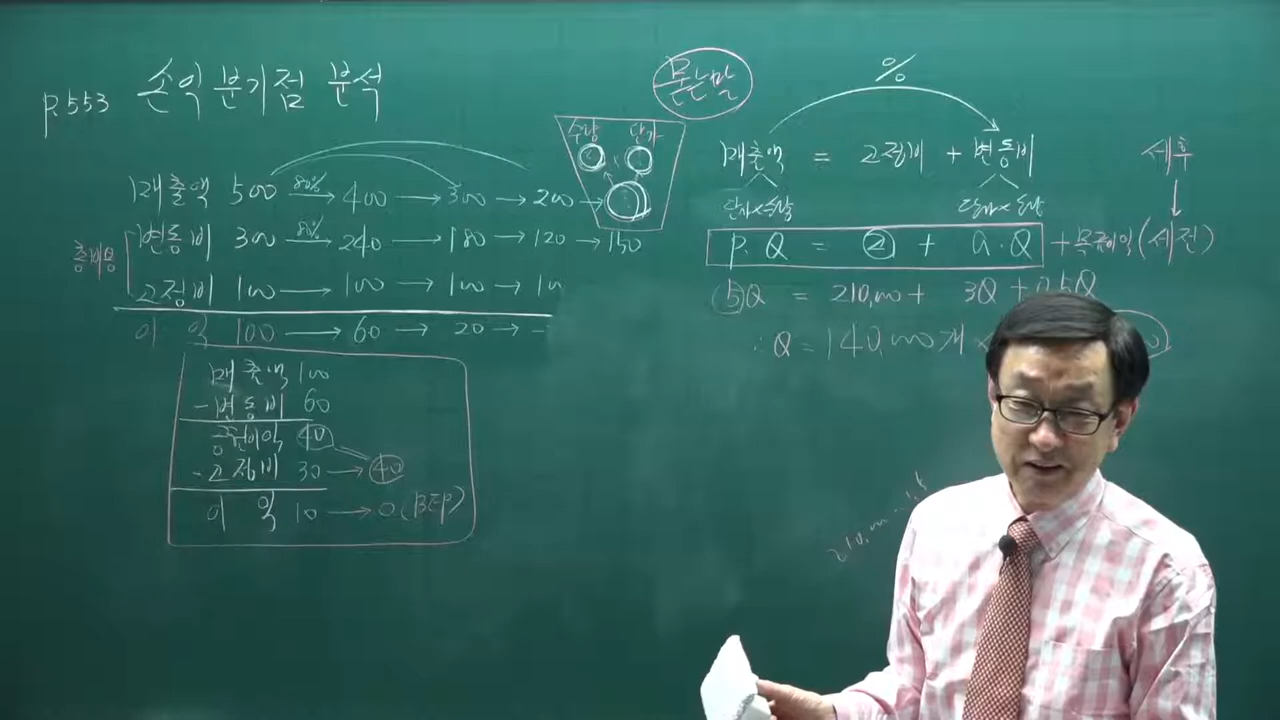 P.553 손익분기점 분석
매출액 500 80% 400 → 300 → 200 →
변동비 300 80% 240 → 180 → 120 → 150
고정비 100 → 100 → 100 → 10
총비용
이 익 100 → 60 → 20 → -
수량 단가
매출액 100
- 변동비 60
공헌이익 40
- 고정비 30 → 40
이 익 10 → 0 (BEP)
%
매출액 = 고정비 + 변동비
단가×수량 단가×수량
P. Q = a . Q + 목표이익 (세전)
세후
5Q = 210,000 + 3Q + 0.5Q
∴ Q = 140,000개